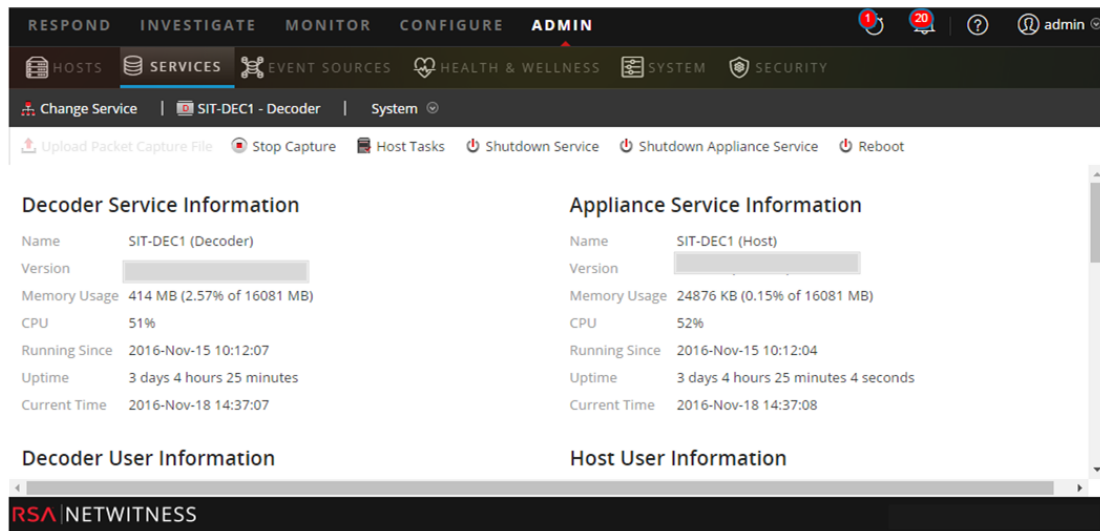 RESPOND INVESTIGATE MONITOR CONFIGURE ADMIN 1 20 ? admin
HOSTS SERVICES EVENT SOURCES HEALTH & WELLNESS SYSTEM SECURITY
Change Service | D SIT-DEC1 - Decoder | System
Upload Packet Capture File Stop Capture Host Tasks Shutdown Service Shutdown Appliance Service Reboot
Decoder Service Information
Name SIT-DEC1 (Decoder)
Version
Memory Usage 414 MB (2.57% of 16081 MB)
CPU 51%
Running Since 2016-Nov-15 10:12:07
Uptime 3 days 4 hours 25 minutes
Current Time 2016-Nov-18 14:37:07
Decoder User Information
Appliance Service Information
Name SIT-DEC1 (Host)
Version
Memory Usage 24876 KB (0.15% of 16081 MB)
CPU 52%
Running Since 2016-Nov-15 10:12:04
Uptime 3 days 4 hours 25 minutes 4 seconds
Current Time 2016-Nov-18 14:37:08
Host User Information
RSA NETWITNESS